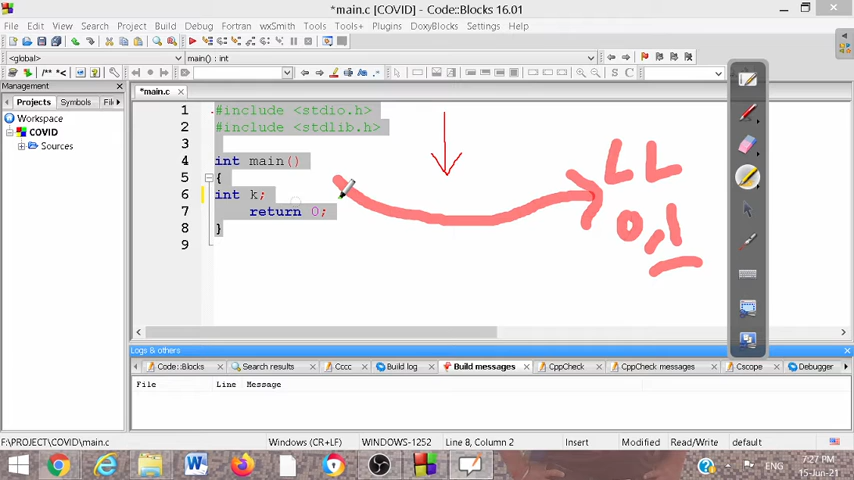 *main.c [COVID] - Code::Blocks 16.01
File Edit View Search Project Build Debug Fortran wxSmith Tools Tools+ Plugins DoxyBlocks Settings Help
<global>
main() : int
/** *<
S C
Management
Projects Symbols Fil
Workspace
COVID
Sources
*main.c
1 #include <stdio.h>
2 #include <stdlib.h>
3
4 int main()
5 {
6 int k;
7 return 0;
8 }
9
LL
0,1
Logs & others
Code::Blocks Search results Cccc Build log Build messages CppCheck CppCheck messages Cscope Debugger
File Line Message
F:\PROJECT\COVID\main.c Windows (CR+LF) WINDOWS-1252 Line 8, Column 2 Insert Modified Read/Write default
ENG
7:27 PM
15-Jun-21